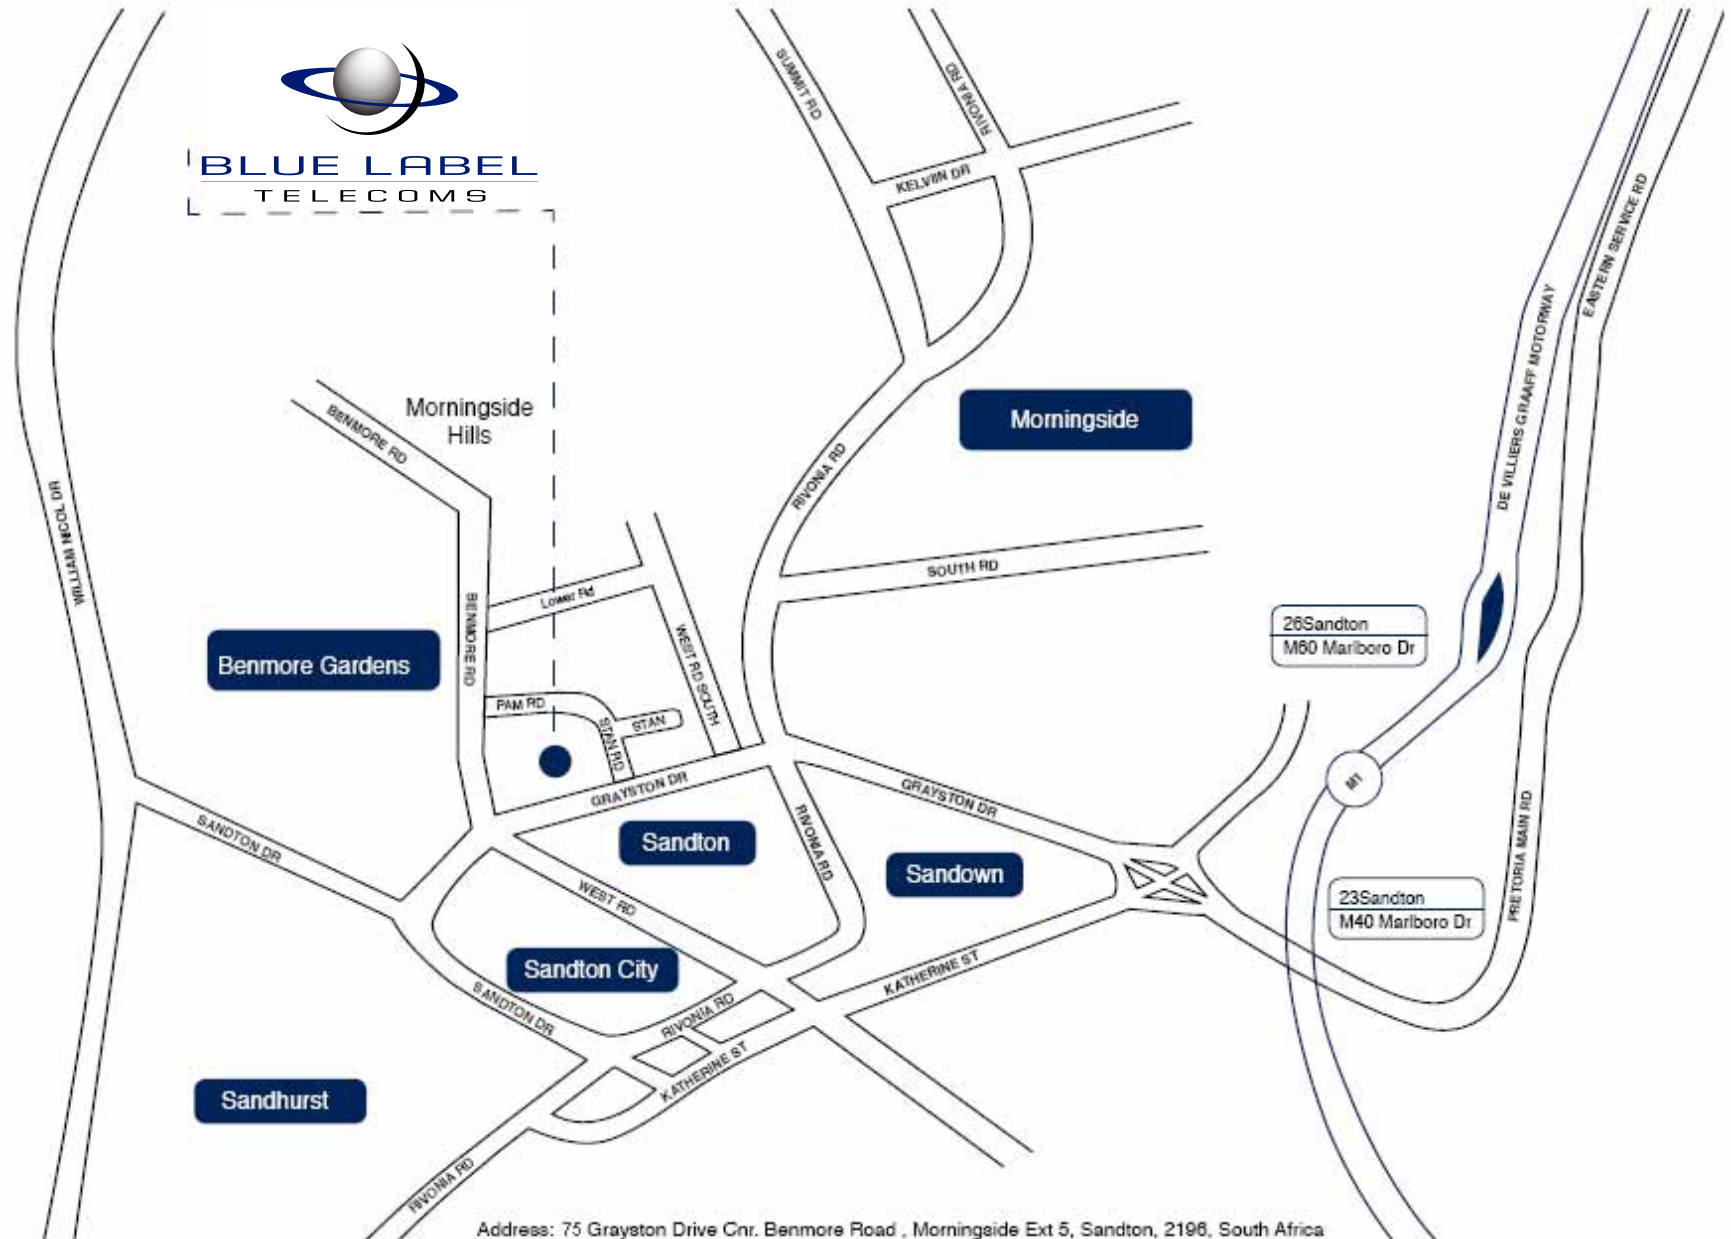 BLUE LABEL
TELECOMS
SUMMIT RD
RIVONIA RD
KELVIIN DR
EASTERN SERVICE RD
DE VILLIERS GRAAFF MOTORWAY
Morningside
Hills
BENMORE RD
Morningside
RIVONIA RD
WILLIAM NICOL DR
SOUTH RD
Lower Rd
BENMORE RD
WEST RD SOUTH
26Sandton
M60 Marlboro Dr
Benmore Gardens
PAM RD
STAN RD
STAN
GRAYSTON DR
GRAYSTON DR
M1
SANDTON DR
Sandton
RIVONIA RD
Sandown
PRETORIA MAIN RD
23Sandton
M40 Marlboro Dr
WEST RD
Sandton City
KATHERINE ST
SANDTON DR
RIVONIA RD
KATHERINE ST
Sandhurst
RIVONIA RD
Address: 75 Grayston Drive Cnr. Benmore Road , Morningside Ext 5, Sandton, 2196, South Africa